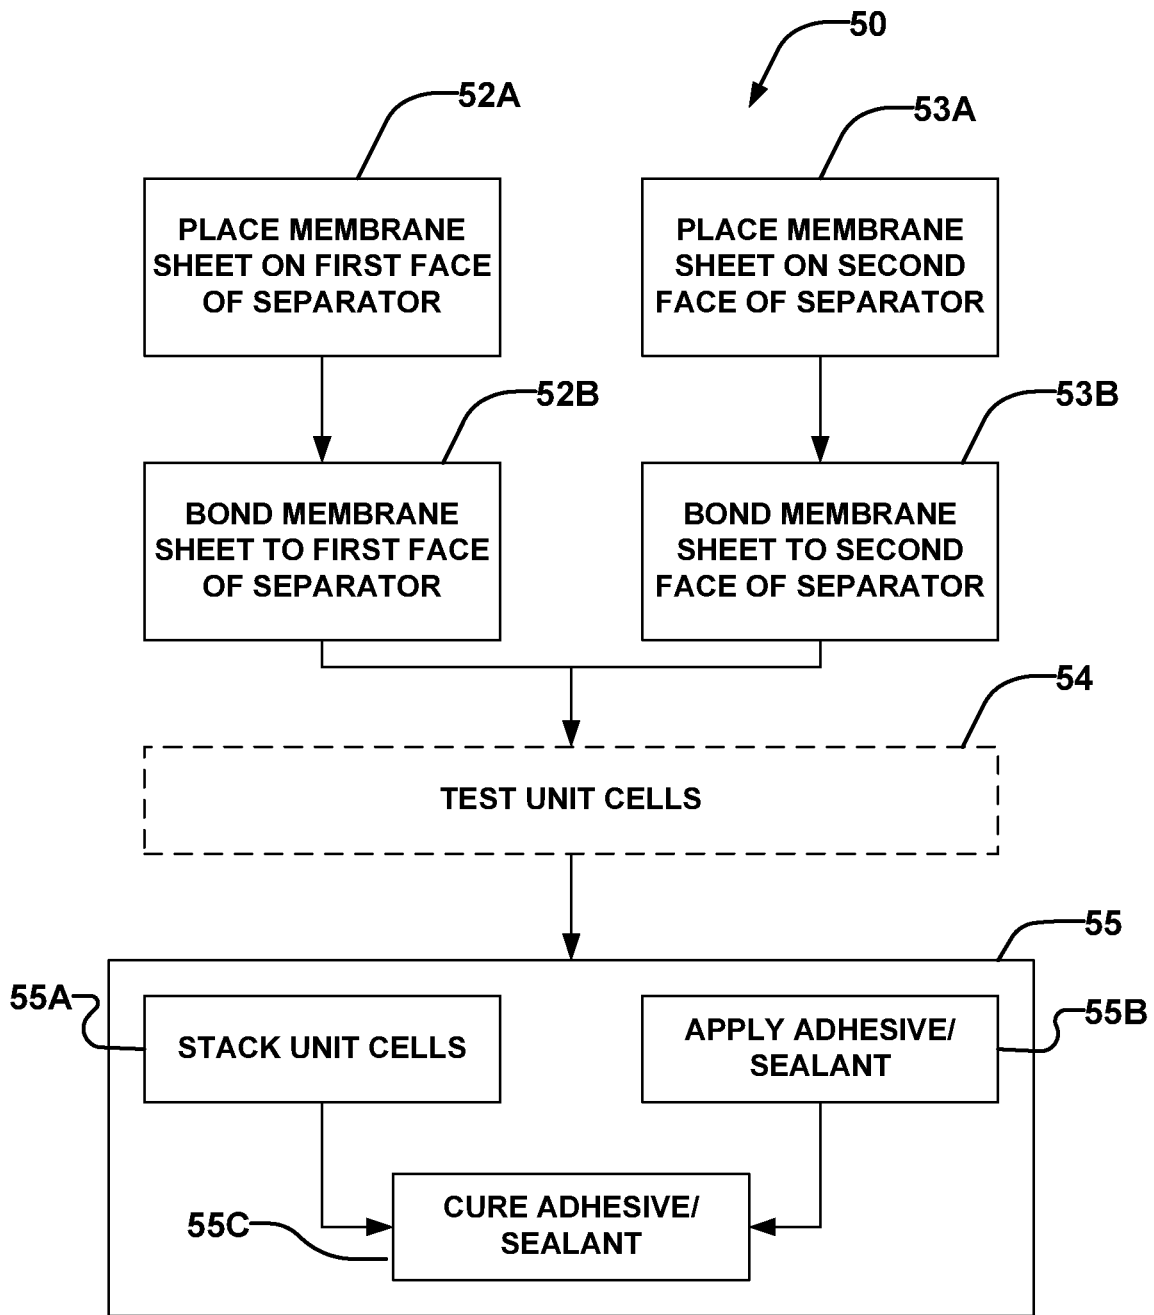 50
52A
53A
PLACE MEMBRANE
SHEET ON FIRST FACE
OF SEPARATOR
PLACE MEMBRANE
SHEET ON SECOND
FACE OF SEPARATOR
52B
53B
BOND MEMBRANE
SHEET TO FIRST FACE
OF SEPARATOR
BOND MEMBRANE
SHEET TO SECOND
FACE OF SEPARATOR
54
TEST UNIT CELLS
55
55A
STACK UNIT CELLS
APPLY ADHESIVE/
SEALANT
55B
CURE ADHESIVE/
SEALANT
55C